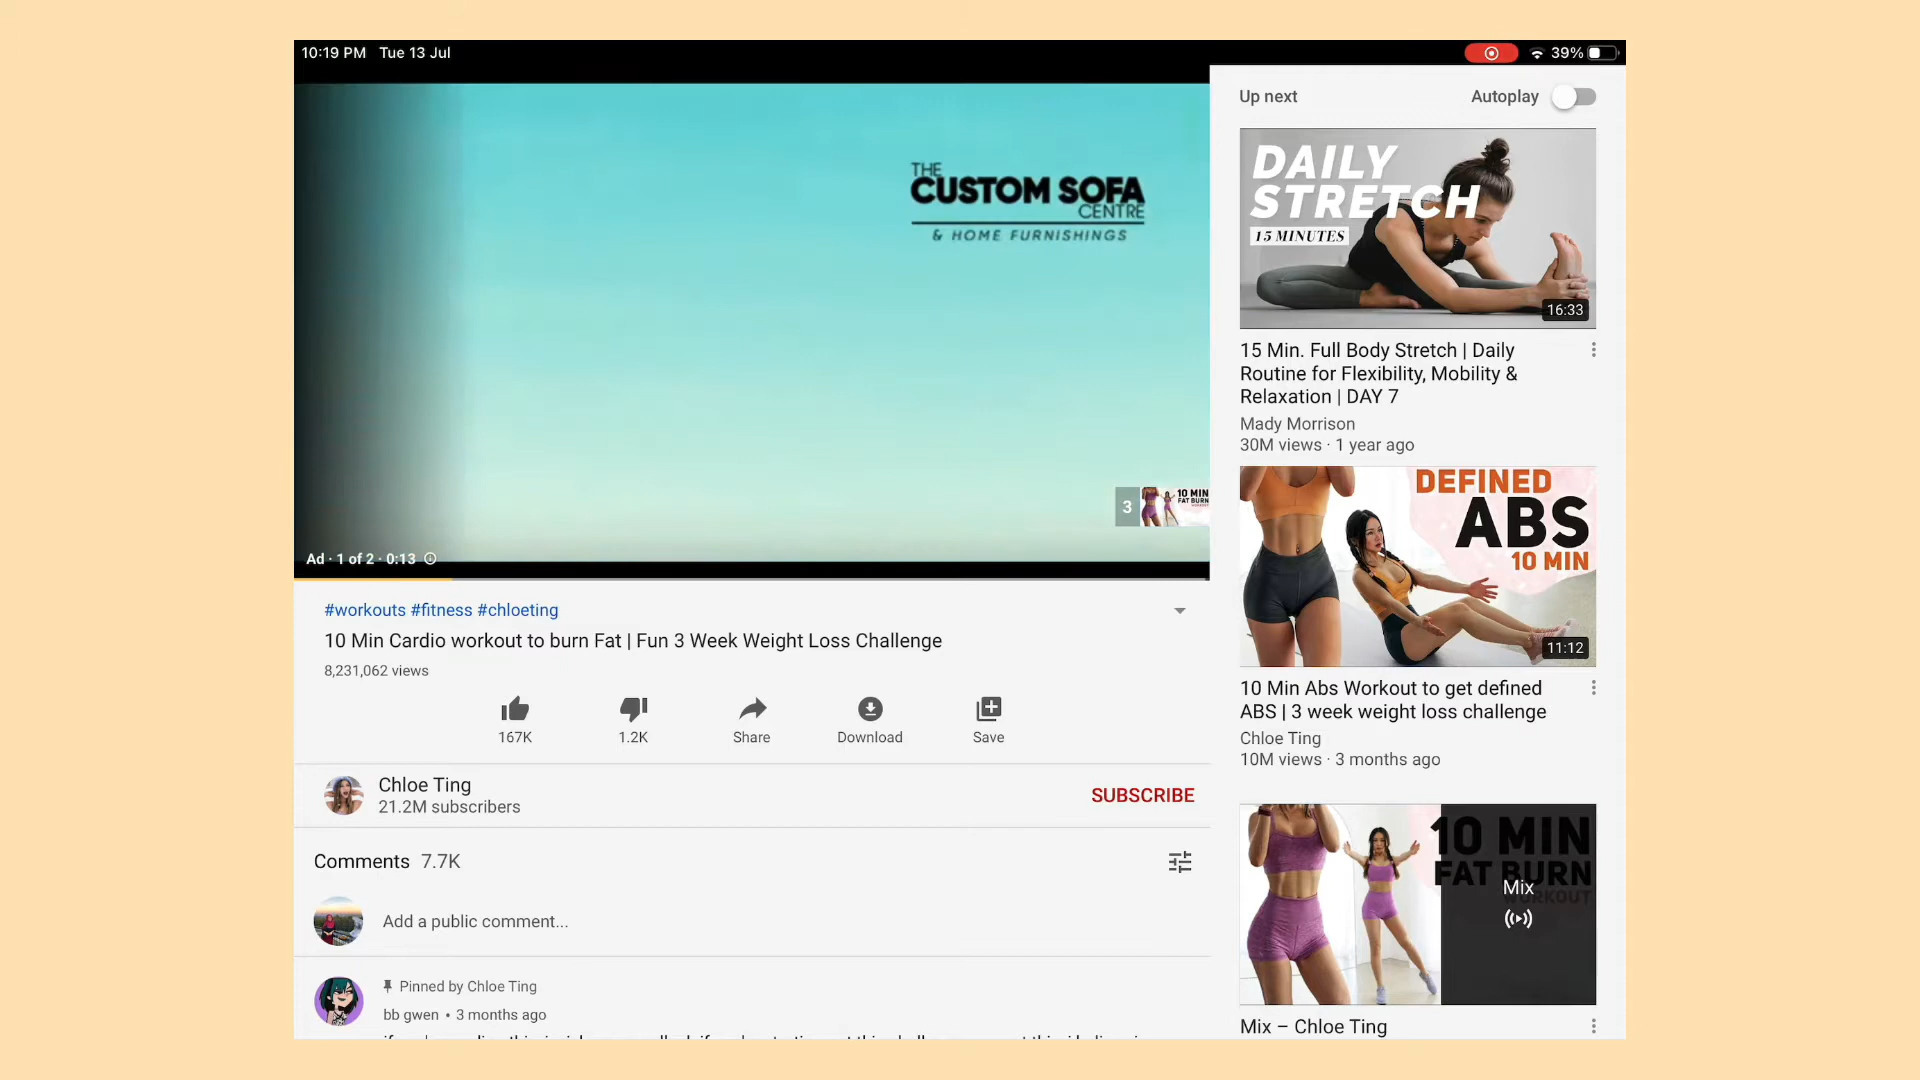 10:19 PM Tue 13 Jul
39%
THE
CUSTOM SOFA
CENTRE
& HOME FURNISHINGS
3
10 MIN
FAT BURN
Ad · 1 of 2 · 0:13
#workouts #fitness #chloeting
10 Min Cardio workout to burn Fat | Fun 3 Week Weight Loss Challenge
8,231,062 views
167K
1.2K
Share
Download
Save
Chloe Ting
21.2M subscribers
SUBSCRIBE
Comments 7.7K
Add a public comment...
Pinned by Chloe Ting
bb gwen • 3 months ago
Up next
Autoplay
DAILY
STRETCH
15 MINUTES
16:33
15 Min. Full Body Stretch | Daily
Routine for Flexibility, Mobility &
Relaxation | DAY 7
Mady Morrison
30M views · 1 year ago
DEFINED
ABS
10 MIN
11:12
10 Min Abs Workout to get defined
ABS | 3 week weight loss challenge
Chloe Ting
10M views · 3 months ago
10 MIN
FAT BURN
WORKOUT
Mix
Mix – Chloe Ting